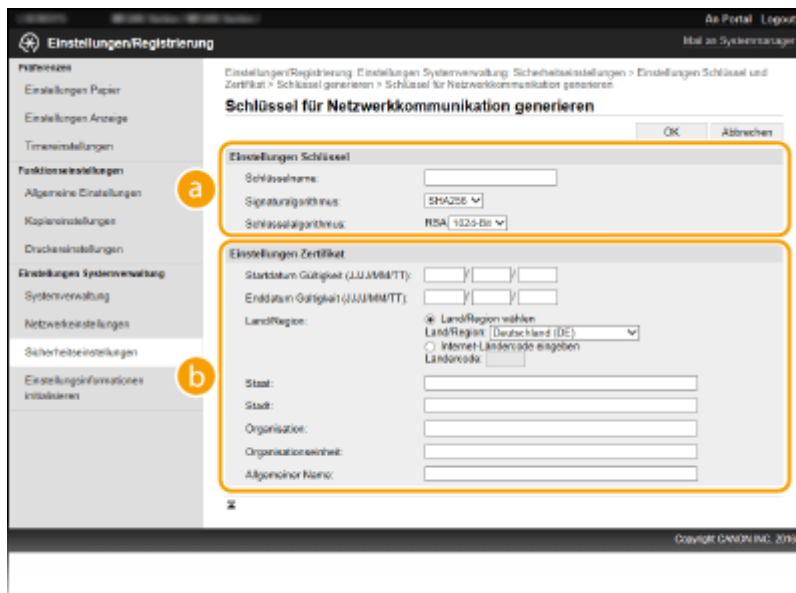 An Portal Logout
Einstellungen/Registrierung
Mail an Systemmanager
Präferenzen
Einstellungen Papier
Einstellungen Anzeige
Timereinstellungen
Funktionseinstellungen
Allgemeine Einstellungen
Kopiereinstellungen
Druckereinstellungen
Einstellungen Systemverwaltung
Systemverwaltung
Netzwerkeinstellungen
Sicherheitseinstellungen
Einstellungsinformationen
initialisieren
Einstellungen/Registrierung: Einstellungen Systemverwaltung: Sicherheitseinstellungen > Einstellungen Schlüssel und
Zertifikat > Schlüssel generieren > Schlüssel für Netzwerkkommunikation generieren
Schlüssel für Netzwerkkommunikation generieren
OK Abbrechen
a
Einstellungen Schlüssel
Schlüsselname:
Signaturalgorithmus: SHA256
Schlüsselalgorithmus: RSA 1024-Bit
b
Einstellungen Zertifikat
Startdatum Gültigkeit (JJJJ/MM/TT): / /
Enddatum Gültigkeit (JJJJ/MM/TT): / /
Land/Region: Land/Region wählen
Land/Region: Deutschland (DE)
Internet-Ländercode eingeben
Ländercode:
Staat:
Stadt:
Organisation:
Organisationseinheit:
Allgemeiner Name:
Copyright CANON INC. 2016